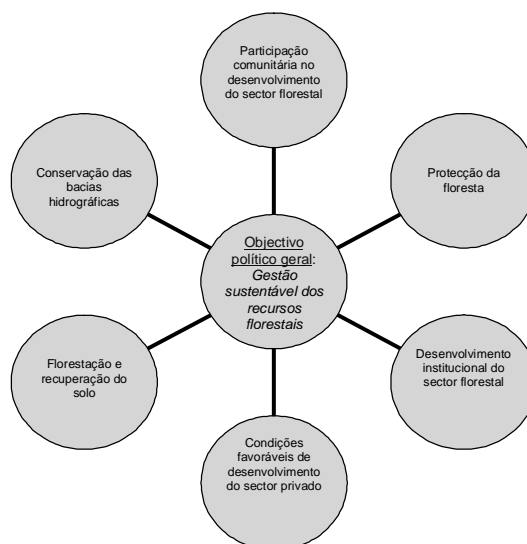 Participação
comunitária no
desenvolvimento
do sector florestal
Conservação das
bacias
hidrográficas
Protecção da
floresta
Objectivo
político geral:
Gestão
sustentável dos
recursos
florestais
Florestação e
recuperação do
solo
Desenvolvimento
institucional do
sector florestal
Condições
favoráveis de
desenvolvimento
do sector privado